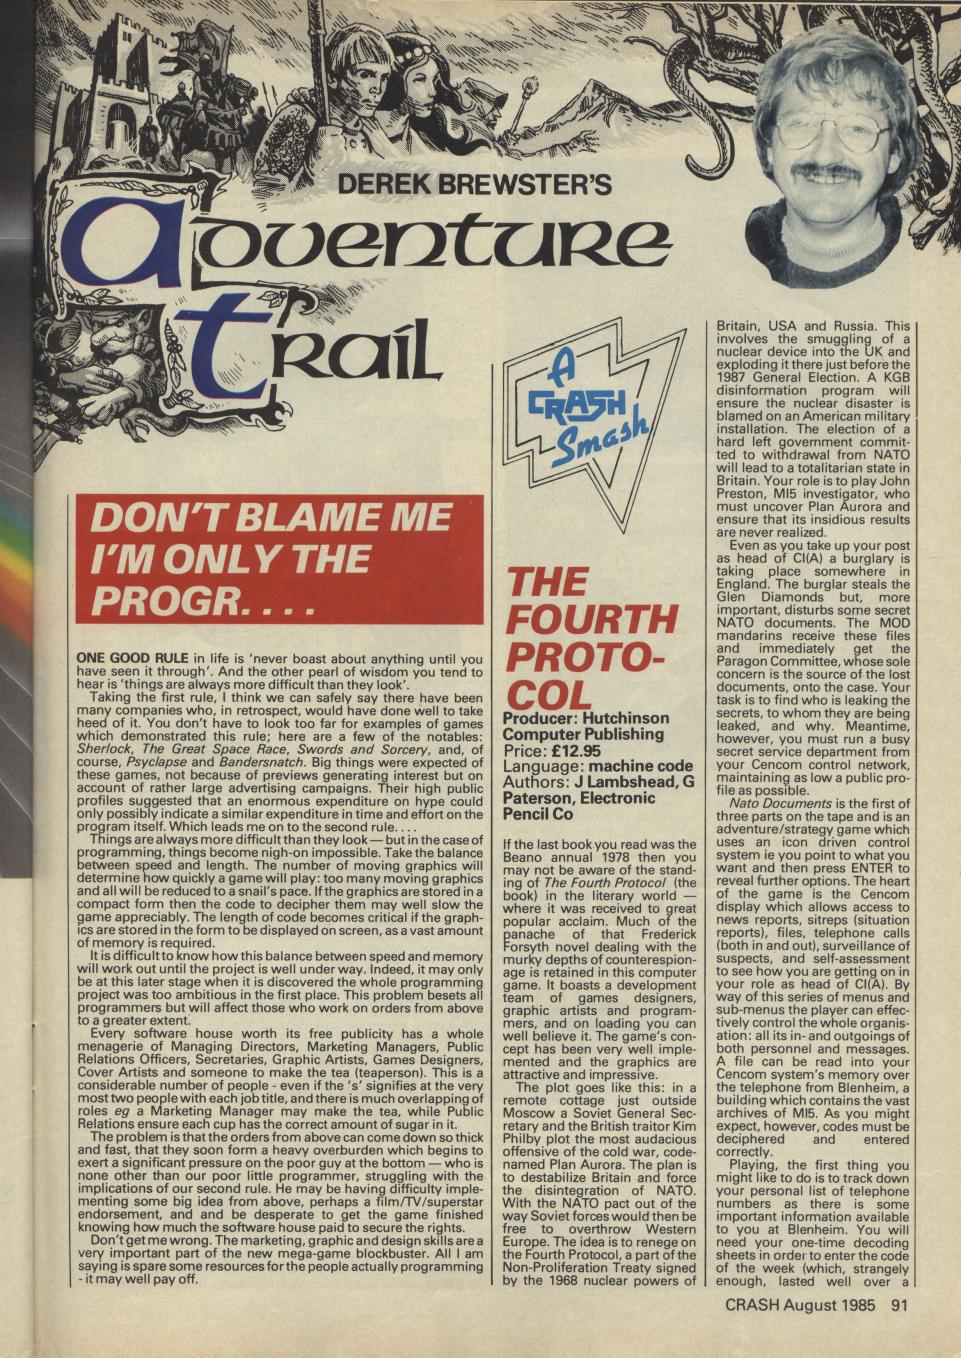 DEREK BREWSTER'S
Adventure
Trail
DON'T BLAME ME
I'M ONLY THE
PROGR. . . .
ONE GOOD RULE in life is 'never boast about anything until you
have seen it through'. And the other pearl of wisdom you tend to
hear is 'things are always more difficult than they look'.
Taking the first rule, I think we can safely say there have been
many companies who, in retrospect, would have done well to take
heed of it. You don't have to look too far for examples of games
which demonstrated this rule; here are a few of the notables:
Sherlock, The Great Space Race, Swords and Sorcery, and, of
course, Psyclapse and Bandersnatch. Big things were expected of
these games, not because of previews generating interest but on
account of rather large advertising campaigns. Their high public
profiles suggested that an enormous expenditure on hype could
only possibly indicate a similar expenditure in time and effort on the
program itself. Which leads me on to the second rule. . . .
Things are always more difficult than they look — but in the case of
programming, things become nigh-on impossible. Take the balance
between speed and length. The number of moving graphics will
determine how quickly a game will play: too many moving graphics
and all will be reduced to a snail's pace. If the graphics are stored in a
compact form then the code to decipher them may well slow the
game appreciably. The length of code becomes critical if the graph-
ics are stored in the form to be displayed on screen, as a vast amount
of memory is required.
It is difficult to know how this balance between speed and memory
will work out until the project is well under way. Indeed, it may only
be at this later stage when it is discovered the whole programming
project was too ambitious in the first place. This problem besets all
programmers but will affect those who work on orders from above
to a greater extent.
Every software house worth its free publicity has a whole
menagerie of Managing Directors, Marketing Managers, Public
Relations Officers, Secretaries, Graphic Artists, Games Designers,
Cover Artists and someone to make the tea (teaperson). This is a
considerable number of people - even if the 's' signifies at the very
most two people with each job title, and there is much overlapping of
roles eg a Marketing Manager may make the tea, while Public
Relations ensure each cup has the correct amount of sugar in it.
The problem is that the orders from above can come down so thick
and fast, that they soon form a heavy overburden which begins to
exert a significant pressure on the poor guy at the bottom — who is
none other than our poor little programmer, struggling with the
implications of our second rule. He may be having difficulty imple-
menting some big idea from above, perhaps a film/TV/superstar
endorsement, and and be desperate to get the game finished
knowing how much the software house paid to secure the rights.
Don't get me wrong. The marketing, graphic and design skills are a
very important part of the new mega-game blockbuster. All I am
saying is spare some resources for the people actually programming
- it may well pay off.
A
CRASH
Smash
THE
FOURTH
PROTO-
COL
Producer: Hutchinson
Computer Publishing
Price: £12.95
Language: machine code
Authors: J Lambshead, G
Paterson, Electronic
Pencil Co
If the last book you read was the
Beano annual 1978 then you
may not be aware of the stand-
ing of The Fourth Protocol (the
book) in the literary world —
where it was received to great
popular acclaim. Much of the
panache of that Frederick
Forsyth novel dealing with the
murky depths of counterespion-
age is retained in this computer
game. It boasts a development
team of games designers,
graphic artists and program-
mers, and on loading you can
well believe it. The game's con-
cept has been very well imple-
mented and the graphics are
attractive and impressive.
The plot goes like this: in a
remote cottage just outside
Moscow a Soviet General Sec-
retary and the British traitor Kim
Philby plot the most audacious
offensive of the cold war, code-
named Plan Aurora. The plan is
to destabilize Britain and force
the disintegration of NATO.
With the NATO pact out of the
way Soviet forces would then be
free to overthrow Western
Europe. The idea is to renege on
the Fourth Protocol, a part of the
Non-Proliferation Treaty signed
by the 1968 nuclear powers of
Britain, USA and Russia. This
involves the smuggling of a
nuclear device into the UK and
exploding it there just before the
1987 General Election. A KGB
disinformation program will
ensure the nuclear disaster is
blamed on an American military
installation. The election of a
hard left government commit-
ted to withdrawal from NATO
will lead to a totalitarian state in
Britain. Your role is to play John
Preston, MI5 investigator, who
must uncover Plan Aurora and
ensure that its insidious results
are never realized.
Even as you take up your post
as head of CI(A) a burglary is
taking place somewhere in
England. The burglar steals the
Glen Diamonds but, more
important, disturbs some secret
NATO documents. The MOD
mandarins receive these files
and immediately get the
Paragon Committee, whose sole
concern is the source of the lost
documents, onto the case. Your
task is to find who is leaking the
secrets, to whom they are being
leaked, and why. Meantime,
however, you must run a busy
secret service department from
your Cencom control network,
maintaining as low a public pro-
file as possible.
Nato Documents is the first of
three parts on the tape and is an
adventure/strategy game which
uses an icon driven control
system ie you point to what you
want and then press ENTER to
reveal further options. The heart
of the game is the Cencom
display which allows access to
news reports, sitreps (situation
reports), files, telephone calls
(both in and out), surveillance of
suspects, and self-assessment
to see how you are getting on in
your role as head of CI(A). By
way of this series of menus and
sub-menus the player can effec-
tively control the whole organis-
ation: all its in- and outgoings of
both personnel and messages.
A file can be read into your
Cencom system's memory over
the telephone from Blenheim, a
building which contains the vast
archives of MI5. As you might
expect, however, codes must be
deciphered and entered
correctly.
Playing, the first thing you
might like to do is to track down
your personal list of telephone
numbers as there is some
important information available
to you at Blenheim. You will
need your one-time decoding
sheets in order to enter the code
of the week (which, strangely
enough, lasted well over a
CRASH August 1985 91